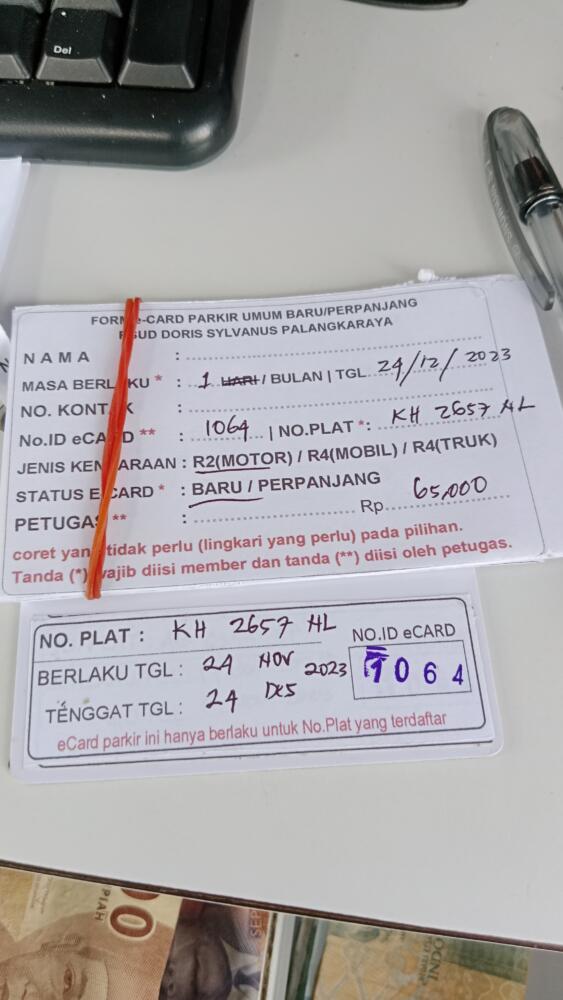 Del
FORM e-CARD PARKIR UMUM BARU/PERPANJANG
RSUD DORIS SYLVANUS PALANGKARAYA
NAMA :
MASA BERLAKU * : 1 HARI / BULAN | TGL 24/12/2023
NO. KONTAK :
No.ID eCARD ** : 1064 | NO.PLAT *: KH 2657 HL
JENIS KENDARAAN : R2(MOTOR) / R4(MOBIL) / R4(TRUK)
STATUS E-CARD * : BARU / PERPANJANG
PETUGAS ** : Rp. 65,000
coret yang tidak perlu (lingkari yang perlu) pada pilihan.
Tanda (*) wajib diisi member dan tanda (**) diisi oleh petugas.
NO. PLAT : KH 2657 HL
NO.ID eCARD
1064
BERLAKU TGL : 24 NOV 2023
TENGGAT TGL : 24 DES
eCard parkir ini hanya berlaku untuk No.Plat yang terdaftar